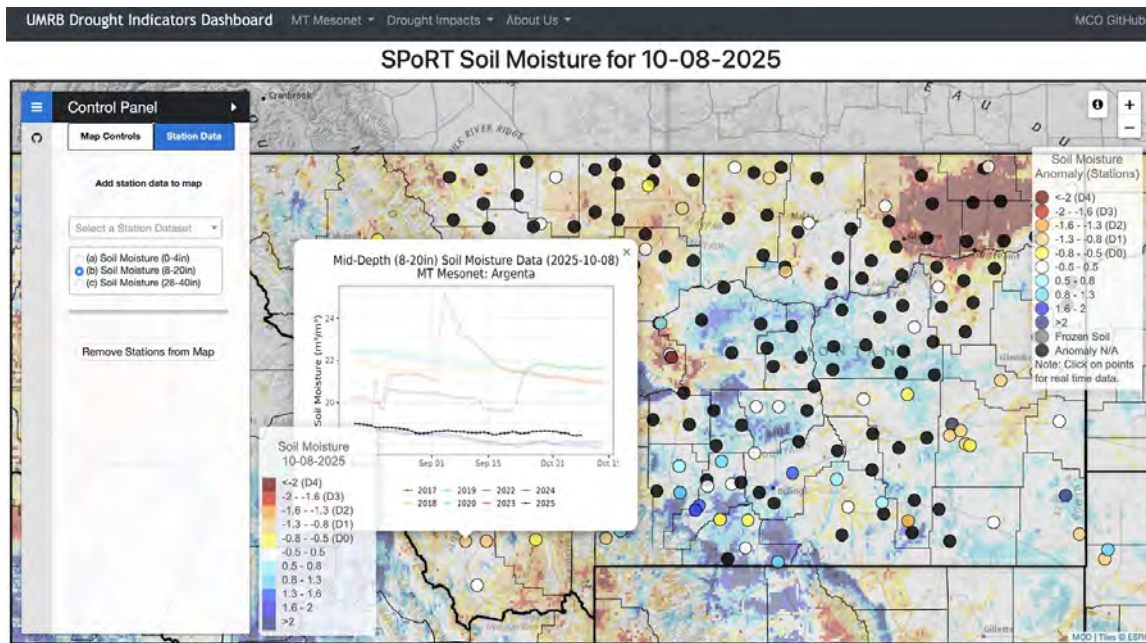 UMRB Drought Indicators Dashboard MT Mesonet Drought Impacts About Us MCO GitHub
SPoRT Soil Moisture for 10-08-2025
Control Panel
Map Controls Station Data
Add station data to map
Select a Station Dataset
(a) Soil Moisture (0-4in)
(b) Soil Moisture (8-20in)
(c) Soil Moisture (26-40in)
Remove Stations from Map
Cranbrook
MILK RIVER RIDGE
EAU DU
Mid-Depth (8-20in) Soil Moisture Data (2025-10-08)
MT Mesonet: Argenta
Soil Moisture (m³/m³)
24
22
20
Sep 01 Sep 15 Oct 01
2017 2019 2022 2024
2018 2020 2023 2025
Soil Moisture
10-08-2025
<-2 (D4)
-2 - -1.6 (D3)
-1.6 - -1.3 (D2)
-1.3 - -0.8 (D1)
-0.8 - -0.5 (D0)
-0.5 - 0.5
0.5 - 0.8
0.8 - 1.3
1.3 - 1.6
1.6 - 2
>2
Soil Moisture
Anomaly (Stations)
<-2 (D4)
-2 - -1.6 (D3)
-1.6 - -1.3 (D2)
-1.3 - -0.8 (D1)
-0.8 - -0.5 (D0)
-0.5 - 0.5
0.5 - 0.8
0.8 - 1.3
1.6 - 2
>2
Frozen Soil
Anomaly N/A
Note: Click on points
for real time data.
Gillette
MCO | Tiles © ESRI